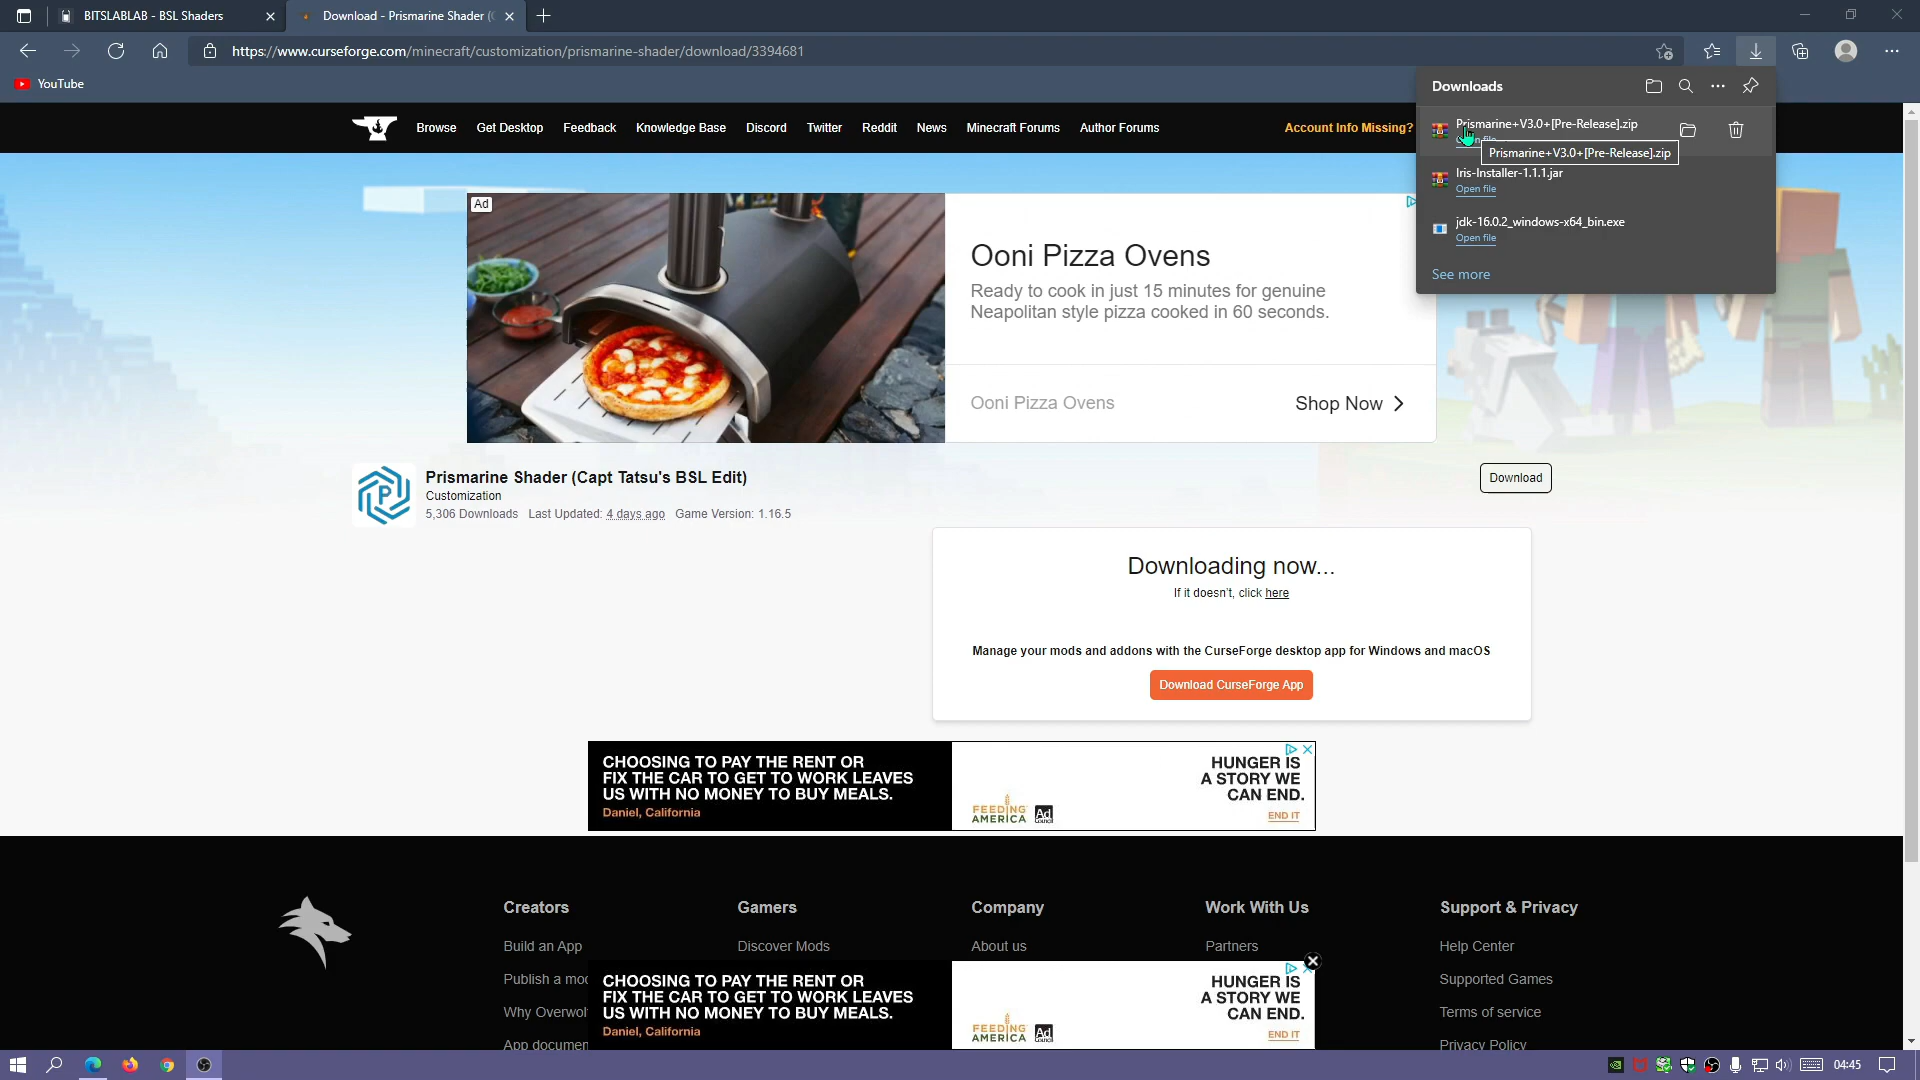 BITSLABLAB - BSL Shaders
Download - Prismarine Shader (
https://www.curseforge.com/minecraft/customization/prismarine-shader/download/3394681
YouTube
Downloads
Prismarine+V3.0+[Pre-Release].zip
Prismarine+V3.0+[Pre-Release].zip
Iris-Installer-1.1.1.jar
Open file
jdk-16.0.2_windows-x64_bin.exe
Open file
See more
Browse
Get Desktop
Feedback
Knowledge Base
Discord
Twitter
Reddit
News
Minecraft Forums
Author Forums
Account Info Missing?
Ad
Ooni Pizza Ovens
Ready to cook in just 15 minutes for genuine
Neapolitan style pizza cooked in 60 seconds.
Ooni Pizza Ovens
Shop Now
Prismarine Shader (Capt Tatsu's BSL Edit)
Customization
5,306 Downloads Last Updated: 4 days ago Game Version: 1.16.5
Download
Downloading now...
If it doesn't, click here
Manage your mods and addons with the CurseForge desktop app for Windows and macOS
Download CurseForge App
CHOOSING TO PAY THE RENT OR
FIX THE CAR TO GET TO WORK LEAVES
US WITH NO MONEY TO BUY MEALS.
Daniel, California
FEEDING
AMERICA
Ad
Council
HUNGER IS
A STORY WE
CAN END.
END IT
Creators
Build an App
Publish a mod
Why Overwol
App documen
Gamers
Discover Mods
Company
About us
Work With Us
Partners
Support & Privacy
Help Center
Supported Games
Terms of service
Privacy Policy
CHOOSING TO PAY THE RENT OR
FIX THE CAR TO GET TO WORK LEAVES
US WITH NO MONEY TO BUY MEALS.
Daniel, California
FEEDING
AMERICA
Ad
Council
HUNGER IS
A STORY WE
CAN END.
END IT
04:45